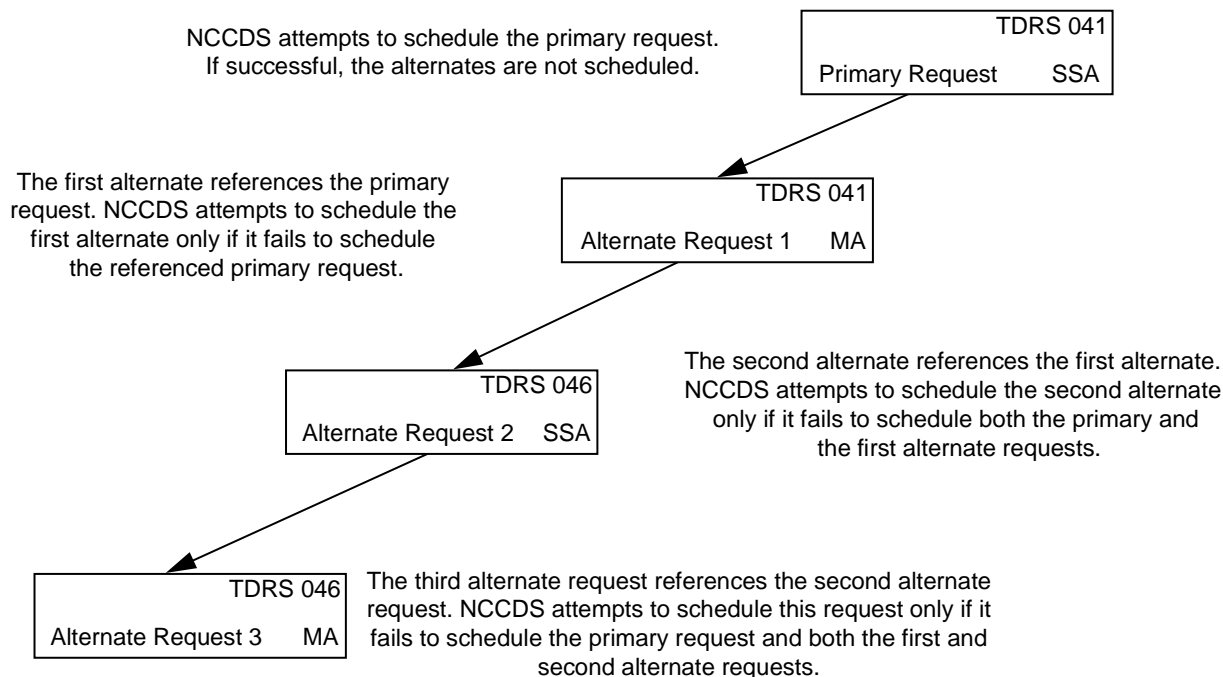 NCCDS attempts to schedule the primary request.
If successful, the alternates are not scheduled.
TDRS 041
Primary Request SSA
The first alternate references the primary
request. NCCDS attempts to schedule the
first alternate only if it fails to schedule
the referenced primary request.
TDRS 041
Alternate Request 1 MA
TDRS 046
Alternate Request 2 SSA
The second alternate references the first alternate.
NCCDS attempts to schedule the second alternate
only if it fails to schedule both the primary and
the first alternate requests.
TDRS 046
Alternate Request 3 MA
The third alternate request references the second alternate
request. NCCDS attempts to schedule this request only if it
fails to schedule the primary request and both the first and
second alternate requests.